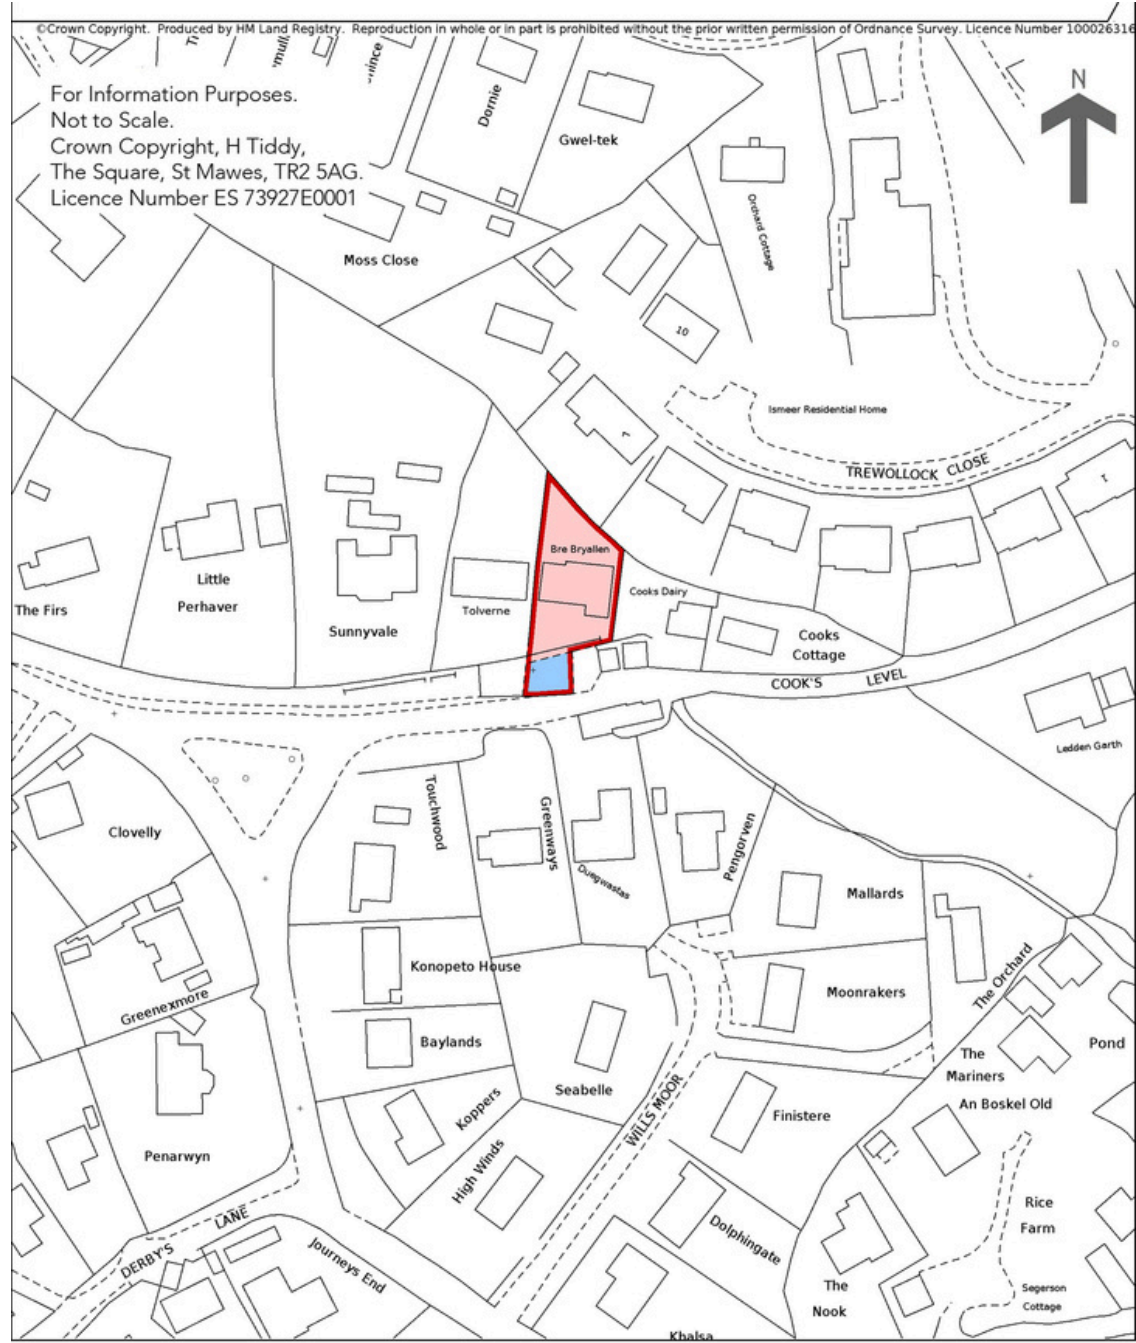 ©Crown Copyright. Produced by HM Land Registry. Reproduction in whole or in part is prohibited without the prior written permission of Ordnance Survey. Licence Number 100026316
For Information Purposes.
Not to Scale.
Crown Copyright, H Tiddy,
The Square, St Mawes, TR2 5AG.
Licence Number ES 73927E0001
N
Dornie
Gwel-tek
Orchard Cottage
Moss Close
10
7
Ismeer Residential Home
TREWOLLOCK CLOSE
1
Bre Bryallen
Little
Perhaver
The Firs
Sunnyvale
Tolverne
Cooks Dairy
Cooks
Cottage
COOK'S LEVEL
Ledden Garth
Clovelly
Touchwood
Greenways
Duegwastas
Pengorven
Mallards
Konopeto House
Moonrakers
The Orchard
Greenexmore
Baylands
Seabelle
Koppers
WILLS MOOR
The
Mariners
Pond
An Boskel Old
Finistere
Penarwyn
High Winds
DERBY'S LANE
Journeys End
Dolphingate
Rice
Farm
The
Nook
Segerson
Cottage
Khalsa